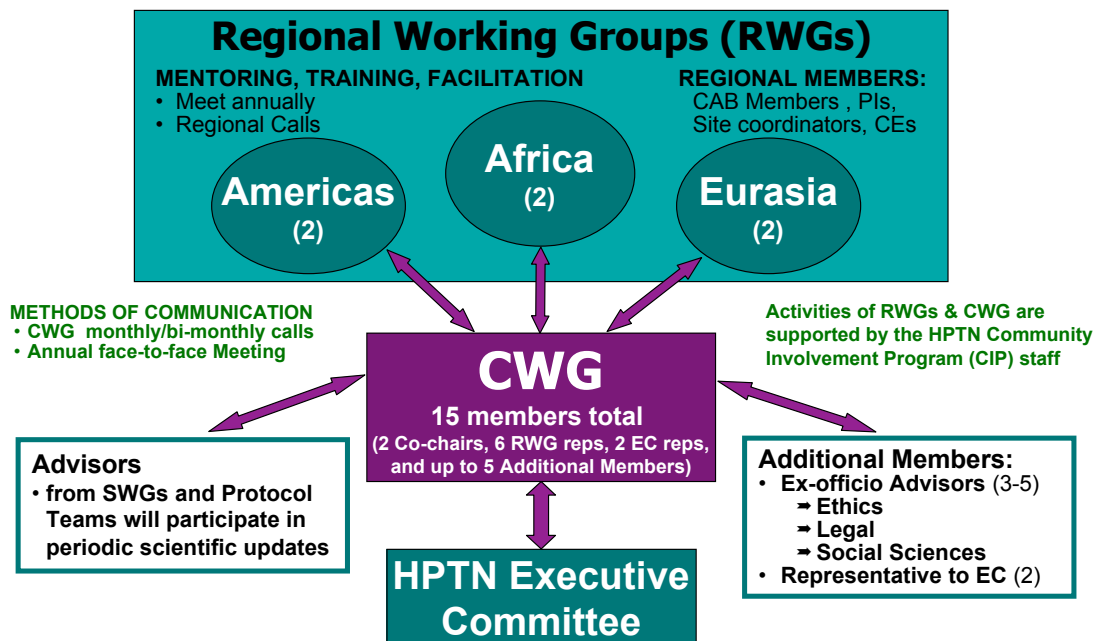 Regional Working Groups (RWGs)
MENTORING, TRAINING, FACILITATION
• Meet annually
• Regional Calls
REGIONAL MEMBERS:
CAB Members , PIs,
Site coordinators, CEs
Americas
(2)
Africa
(2)
Eurasia
(2)
METHODS OF COMMUNICATION
• CWG monthly/bi-monthly calls
• Annual face-to-face Meeting
Activities of RWGs & CWG are
supported by the HPTN Community
Involvement Program (CIP) staff
CWG
15 members total
(2 Co-chairs, 6 RWG reps, 2 EC reps,
and up to 5 Additional Members)
Advisors
• from SWGs and Protocol
Teams will participate in
periodic scientific updates
Additional Members:
• Ex-officio Advisors (3-5)
➡ Ethics
➡ Legal
➡ Social Sciences
• Representative to EC (2)
HPTN Executive
Committee